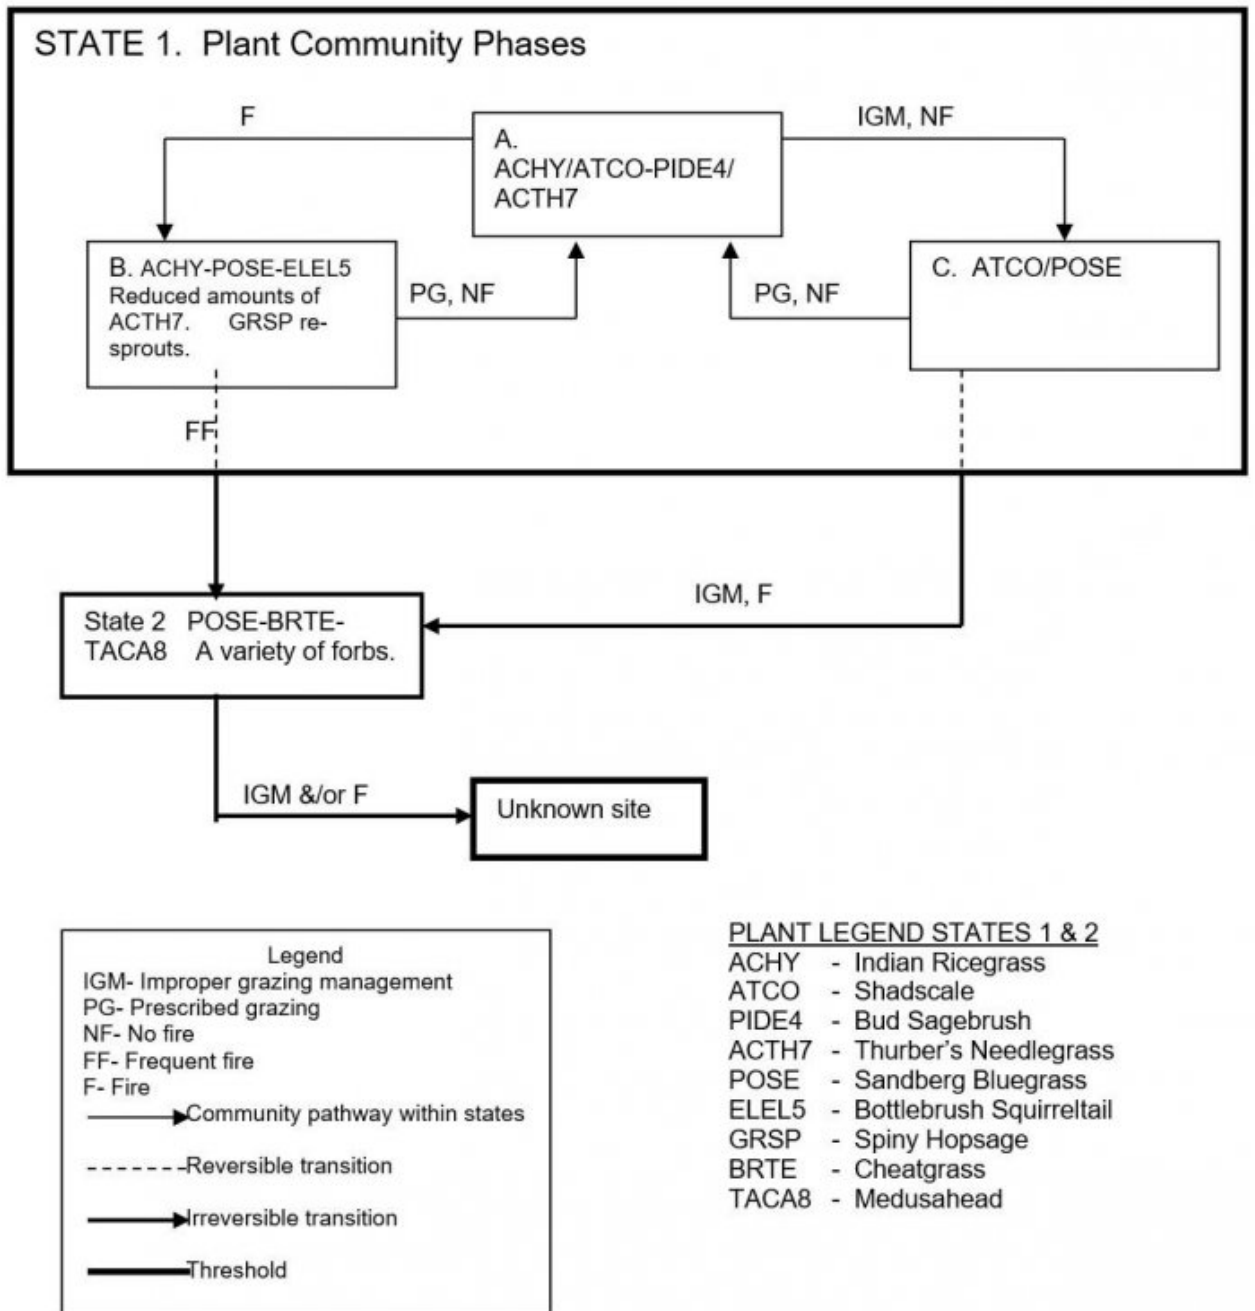 STATE 1.  Plant Community Phases
F
IGM, NF
A.
ACHY/ATCO-PIDE4/
ACTH7
B. ACHY-POSE-ELEL5
Reduced amounts of
ACTH7.     GRSP re-
sprouts.
PG, NF
PG, NF
C.  ATCO/POSE
FF
IGM, F
State 2   POSE-BRTE-
TACA8    A variety of forbs.
IGM &/or F
Unknown site
Legend
IGM- Improper grazing management
PG- Prescribed grazing
NF- No fire
FF- Frequent fire
F- Fire
Community pathway within states
Reversible transition
Irreversible transition
Threshold
PLANT LEGEND STATES 1 & 2
ACHY - Indian Ricegrass
ATCO - Shadscale
PIDE4 - Bud Sagebrush
ACTH7 - Thurber's Needlegrass
POSE - Sandberg Bluegrass
ELEL5 - Bottlebrush Squirreltail
GRSP - Spiny Hopsage
BRTE - Cheatgrass
TACA8 - Medusahead